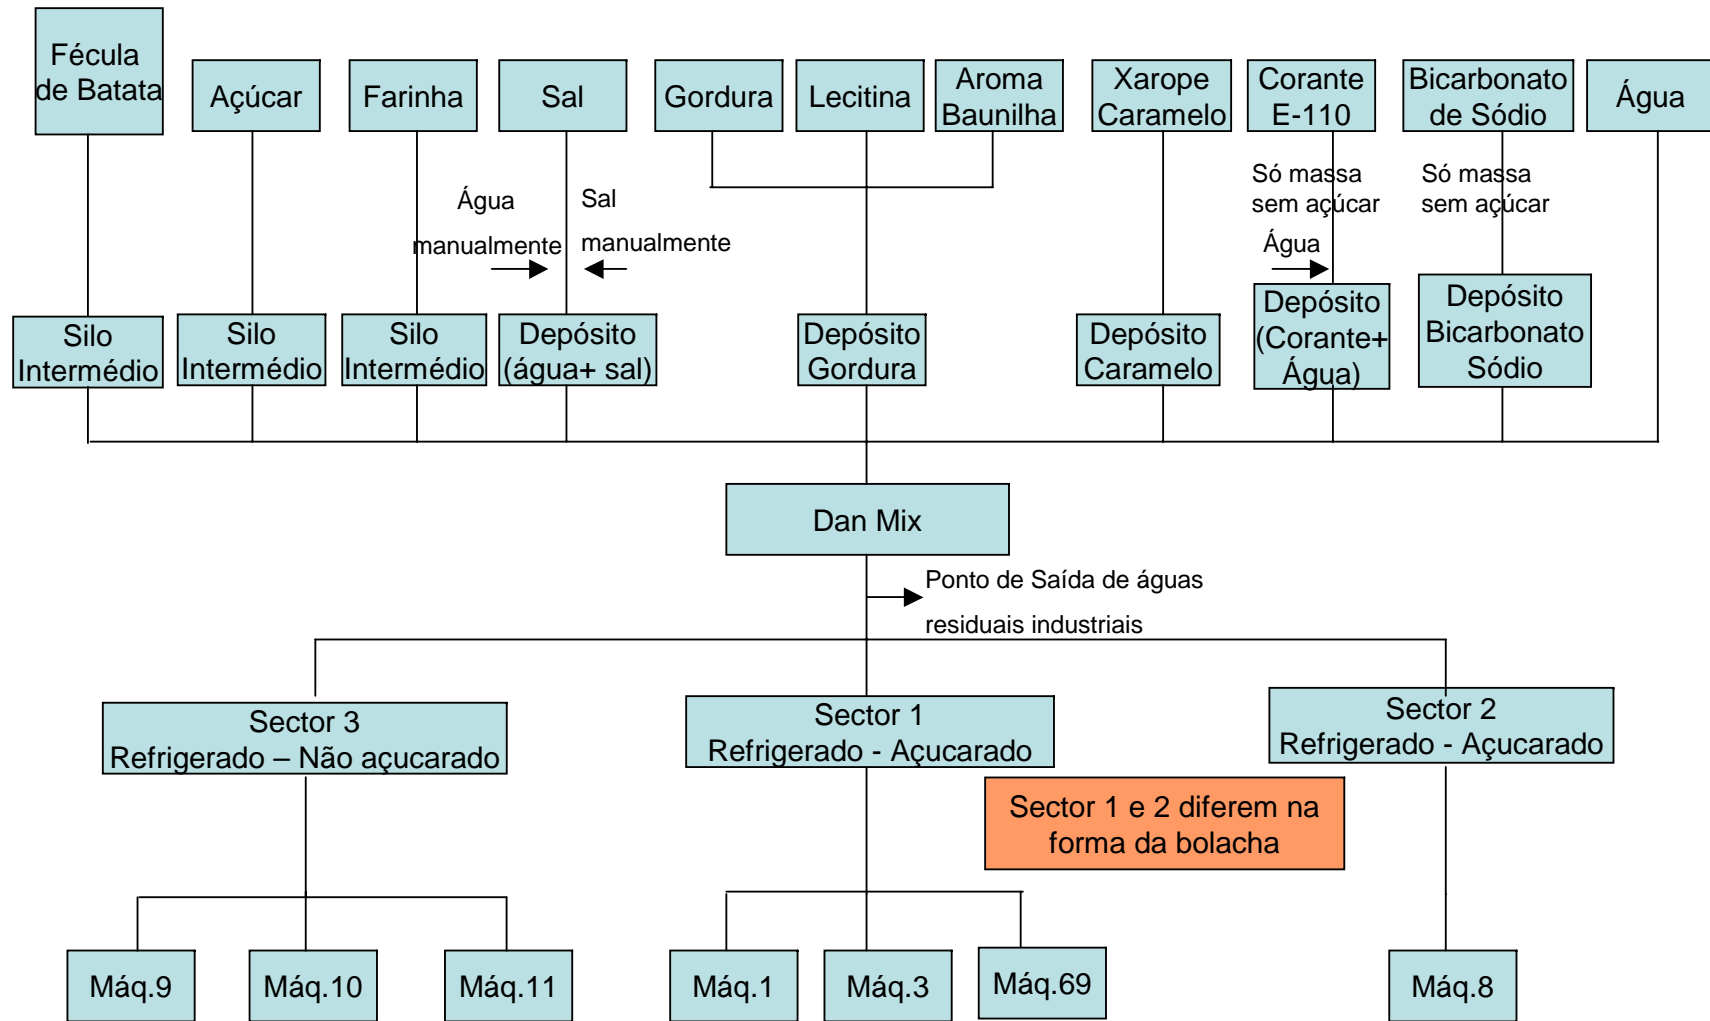 Fécula
de Batata
Açúcar
Farinha
Sal
Gordura
Lecitina
Aroma
Baunilha
Xarope
Caramelo
Corante
E-110
Bicarbonato
de Sódio
Água
Água
manualmente
Sal
manualmente
Só massa
sem açúcar
Água
Só massa
sem açúcar
Silo
Intermédio
Silo
Intermédio
Silo
Intermédio
Depósito
(água+ sal)
Depósito
Gordura
Depósito
Caramelo
Depósito
(Corante+
Água)
Depósito
Bicarbonato
Sódio
Dan Mix
Ponto de Saída de águas
residuais industriais
Sector 3
Refrigerado – Não açucarado
Sector 1
Refrigerado - Açucarado
Sector 2
Refrigerado - Açucarado
Sector 1 e 2 diferem na
forma da bolacha
Máq.9
Máq.10
Máq.11
Máq.1
Máq.3
Máq.69
Máq.8